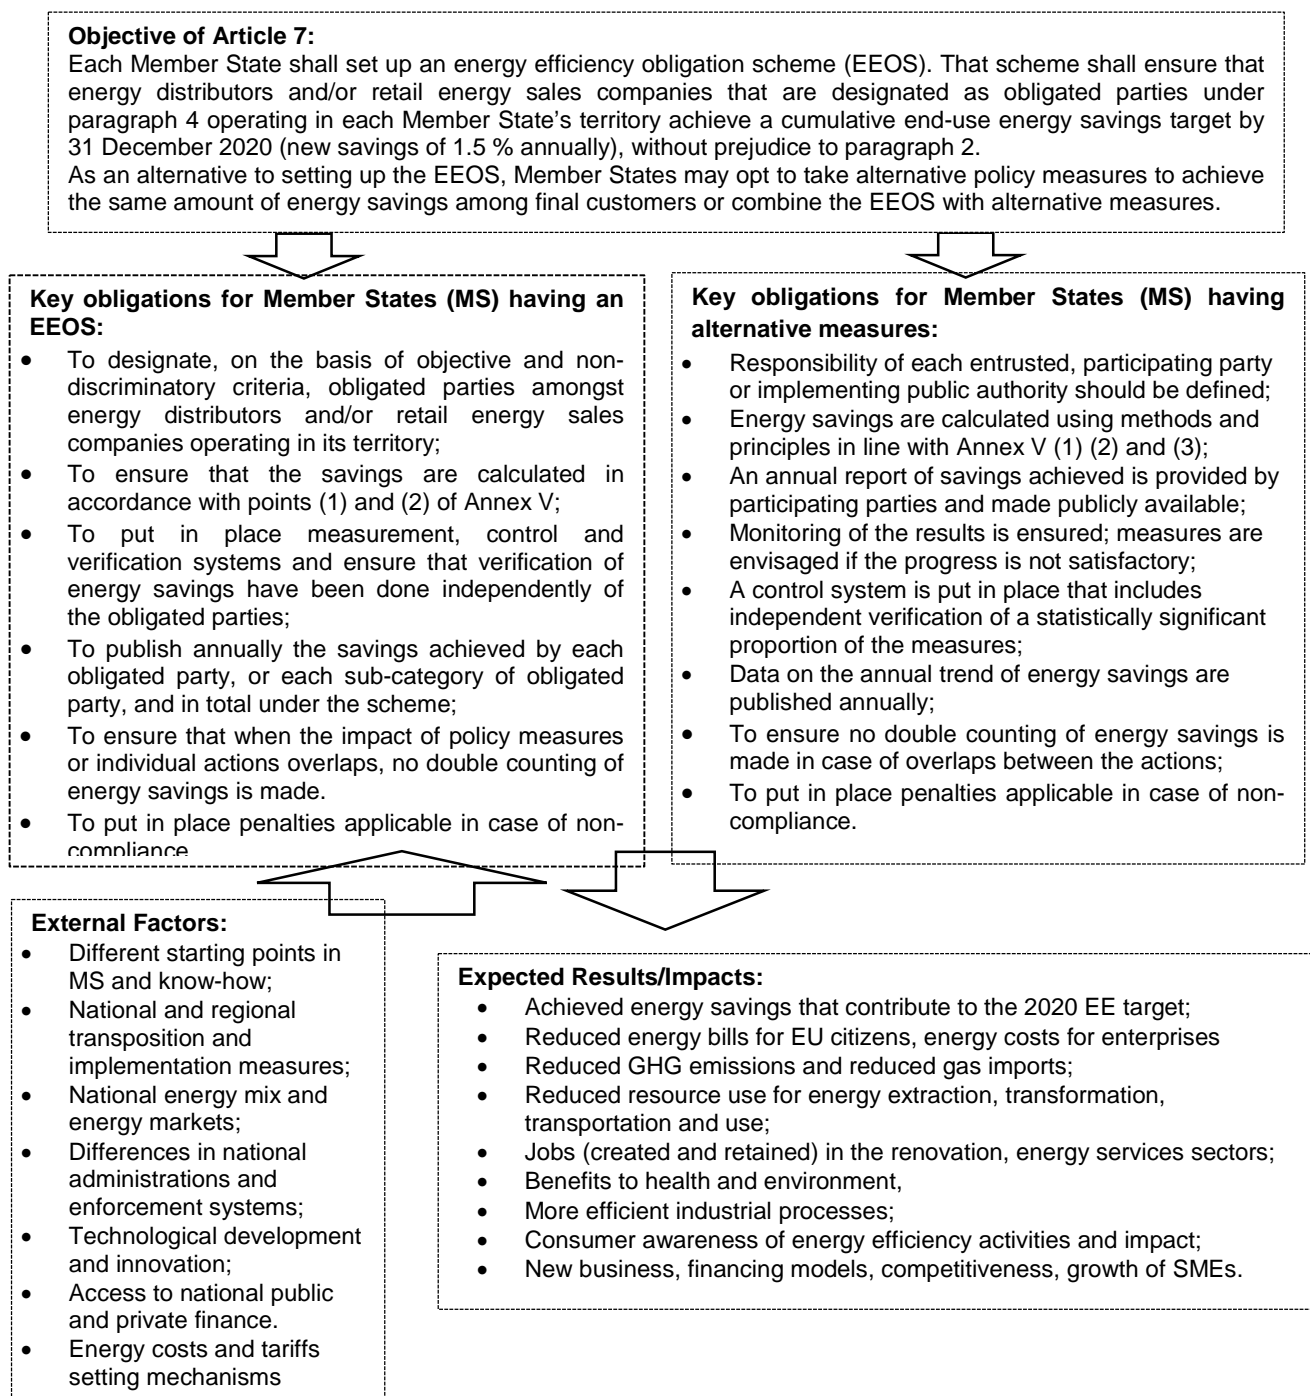 Objective of Article 7:
Each Member State shall set up an energy efficiency obligation scheme (EEOS). That scheme shall ensure that
energy distributors and/or retail energy sales companies that are designated as obligated parties under
paragraph 4 operating in each Member State's territory achieve a cumulative end-use energy savings target by
31 December 2020 (new savings of 1.5 % annually), without prejudice to paragraph 2.
As an alternative to setting up the EEOS, Member States may opt to take alternative policy measures to achieve
the same amount of energy savings among final customers or combine the EEOS with alternative measures.
Key obligations for Member States (MS) having an
EEOS:
• To designate, on the basis of objective and non-
discriminatory criteria, obligated parties amongst
energy distributors and/or retail energy sales
companies operating in its territory;
• To ensure that the savings are calculated in
accordance with points (1) and (2) of Annex V;
• To put in place measurement, control and
verification systems and ensure that verification of
energy savings have been done independently of
the obligated parties;
• To publish annually the savings achieved by each
obligated party, or each sub-category of obligated
party, and in total under the scheme;
• To ensure that when the impact of policy measures
or individual actions overlaps, no double counting of
energy savings is made.
• To put in place penalties applicable in case of non-
compliance
Key obligations for Member States (MS) having
alternative measures:
• Responsibility of each entrusted, participating party
or implementing public authority should be defined;
• Energy savings are calculated using methods and
principles in line with Annex V (1) (2) and (3);
• An annual report of savings achieved is provided by
participating parties and made publicly available;
• Monitoring of the results is ensured; measures are
envisaged if the progress is not satisfactory;
• A control system is put in place that includes
independent verification of a statistically significant
proportion of the measures;
• Data on the annual trend of energy savings are
published annually;
• To ensure no double counting of energy savings is
made in case of overlaps between the actions;
• To put in place penalties applicable in case of non-
compliance.
External Factors:
• Different starting points in
MS and know-how;
• National and regional
transposition and
implementation measures;
• National energy mix and
energy markets;
• Differences in national
administrations and
enforcement systems;
• Technological development
and innovation;
• Access to national public
and private finance.
• Energy costs and tariffs
setting mechanisms
Expected Results/Impacts:
• Achieved energy savings that contribute to the 2020 EE target;
• Reduced energy bills for EU citizens, energy costs for enterprises
• Reduced GHG emissions and reduced gas imports;
• Reduced resource use for energy extraction, transformation,
transportation and use;
• Jobs (created and retained) in the renovation, energy services sectors;
• Benefits to health and environment,
• More efficient industrial processes;
• Consumer awareness of energy efficiency activities and impact;
• New business, financing models, competitiveness, growth of SMEs.